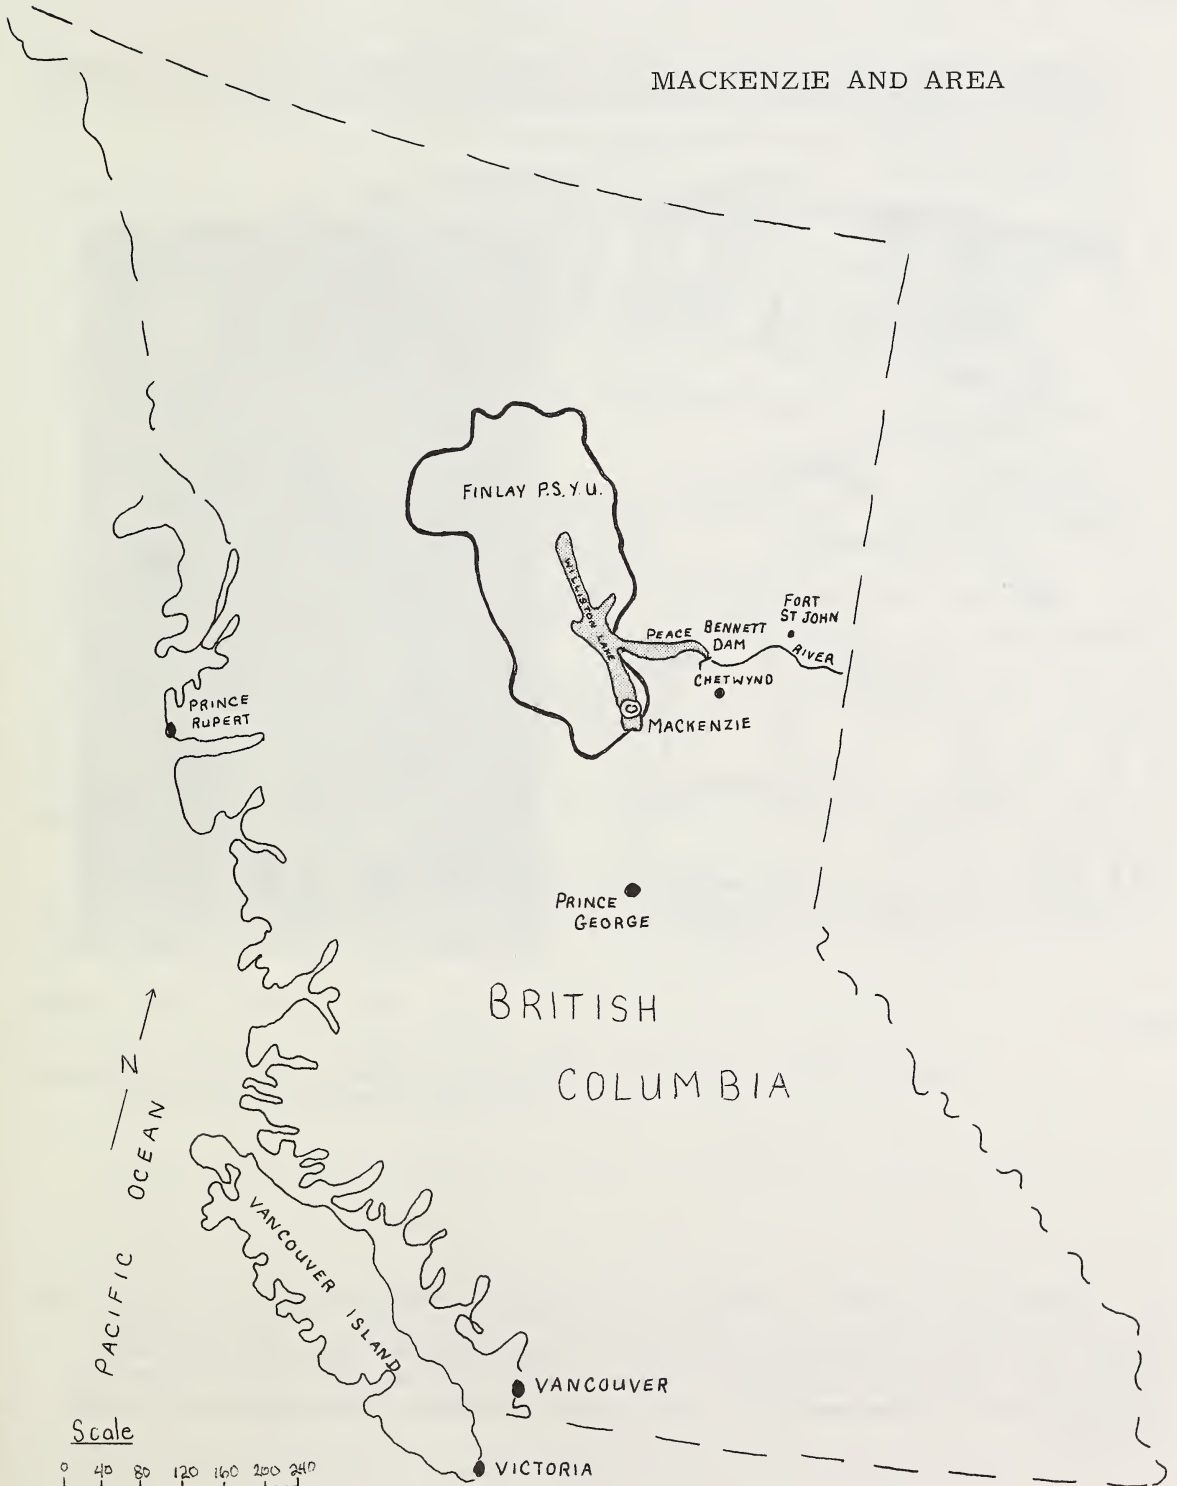 MACKENZIE AND AREA
FINLAY P.S.Y.U.
WILLISTON LAKE
PEACE
BENNETT
DAM
FORT
ST JOHN
RIVER
CHETWYND
MACKENZIE
PRINCE
RUPERT
PRINCE
GEORGE
BRITISH
COLUMBIA
N
PACIFIC OCEAN
VANCOUVER ISLAND
VANCOUVER
VICTORIA
Scale
0 40 80 120 160 200 240